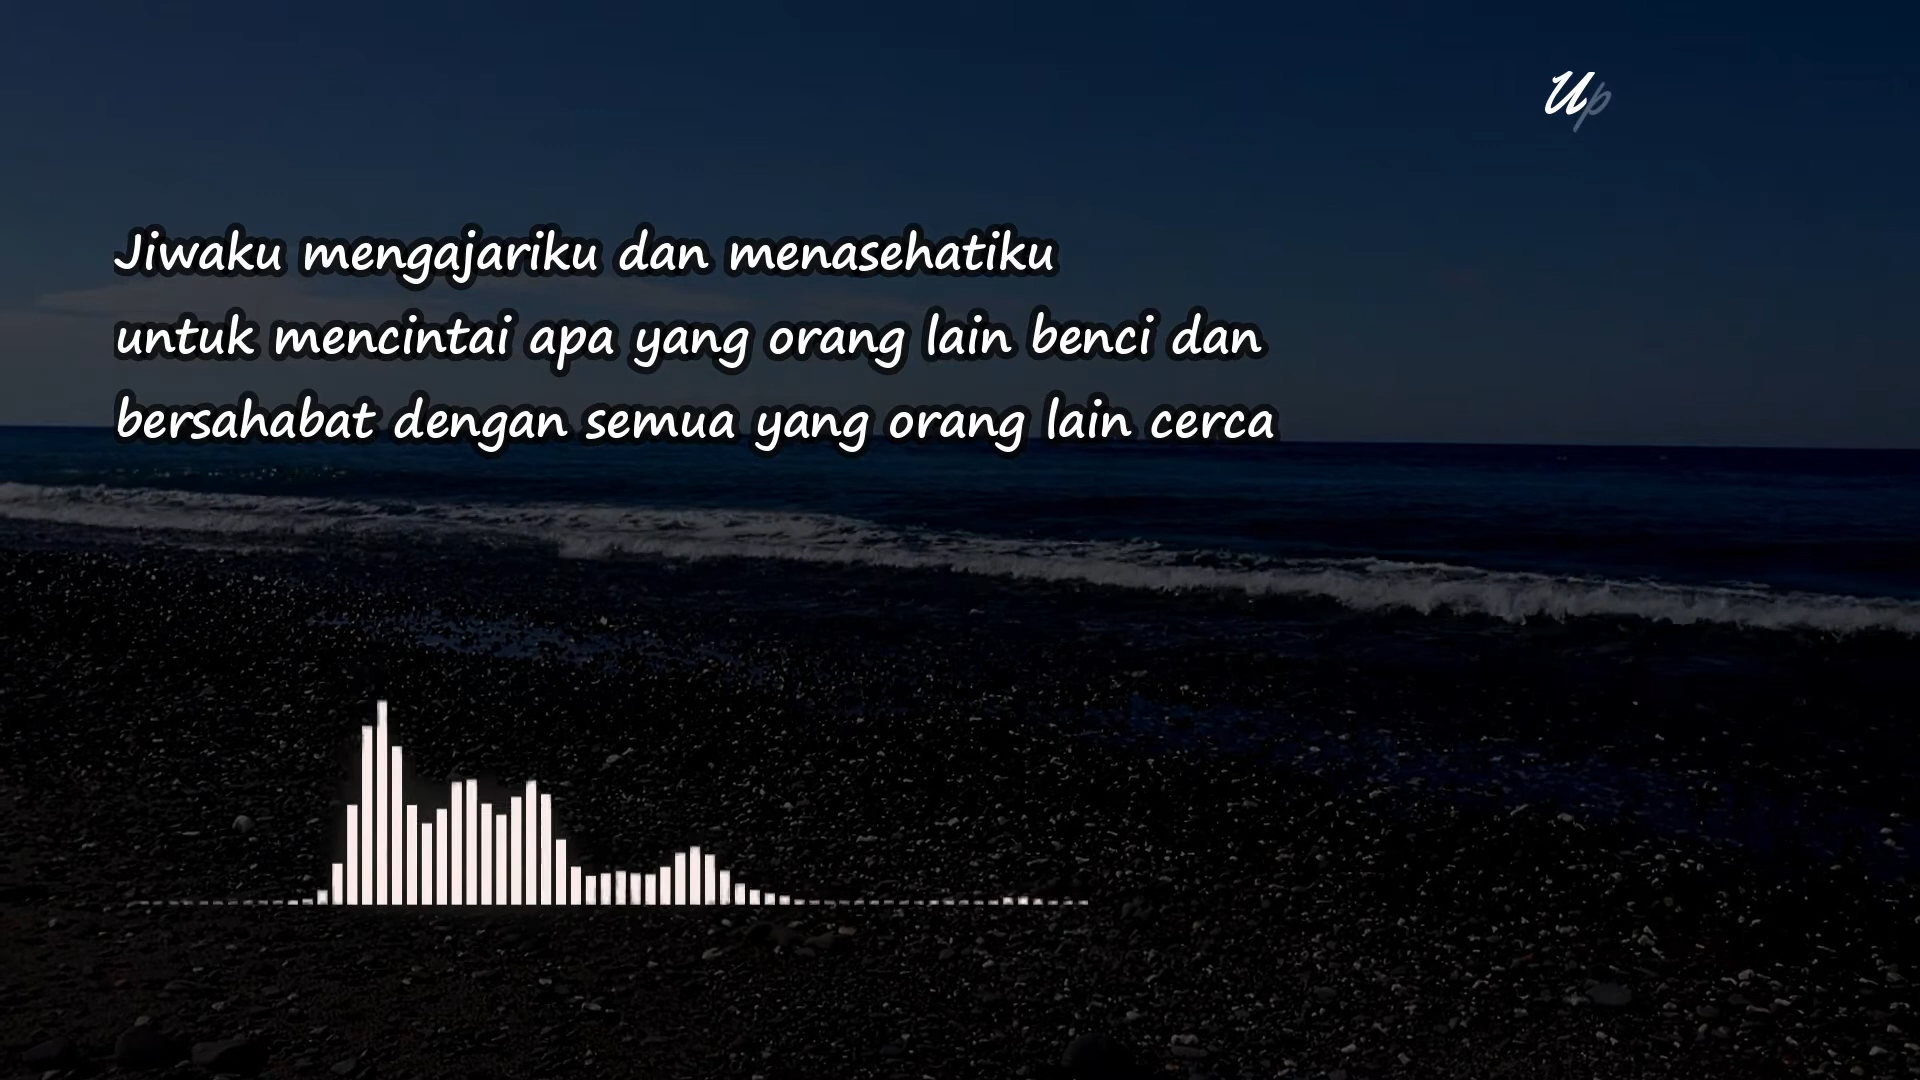 Up
Jiwaku mengajariku dan menasehatiku
untuk mencintai apa yang orang lain benci dan
bersahabat dengan semua yang orang lain cerca